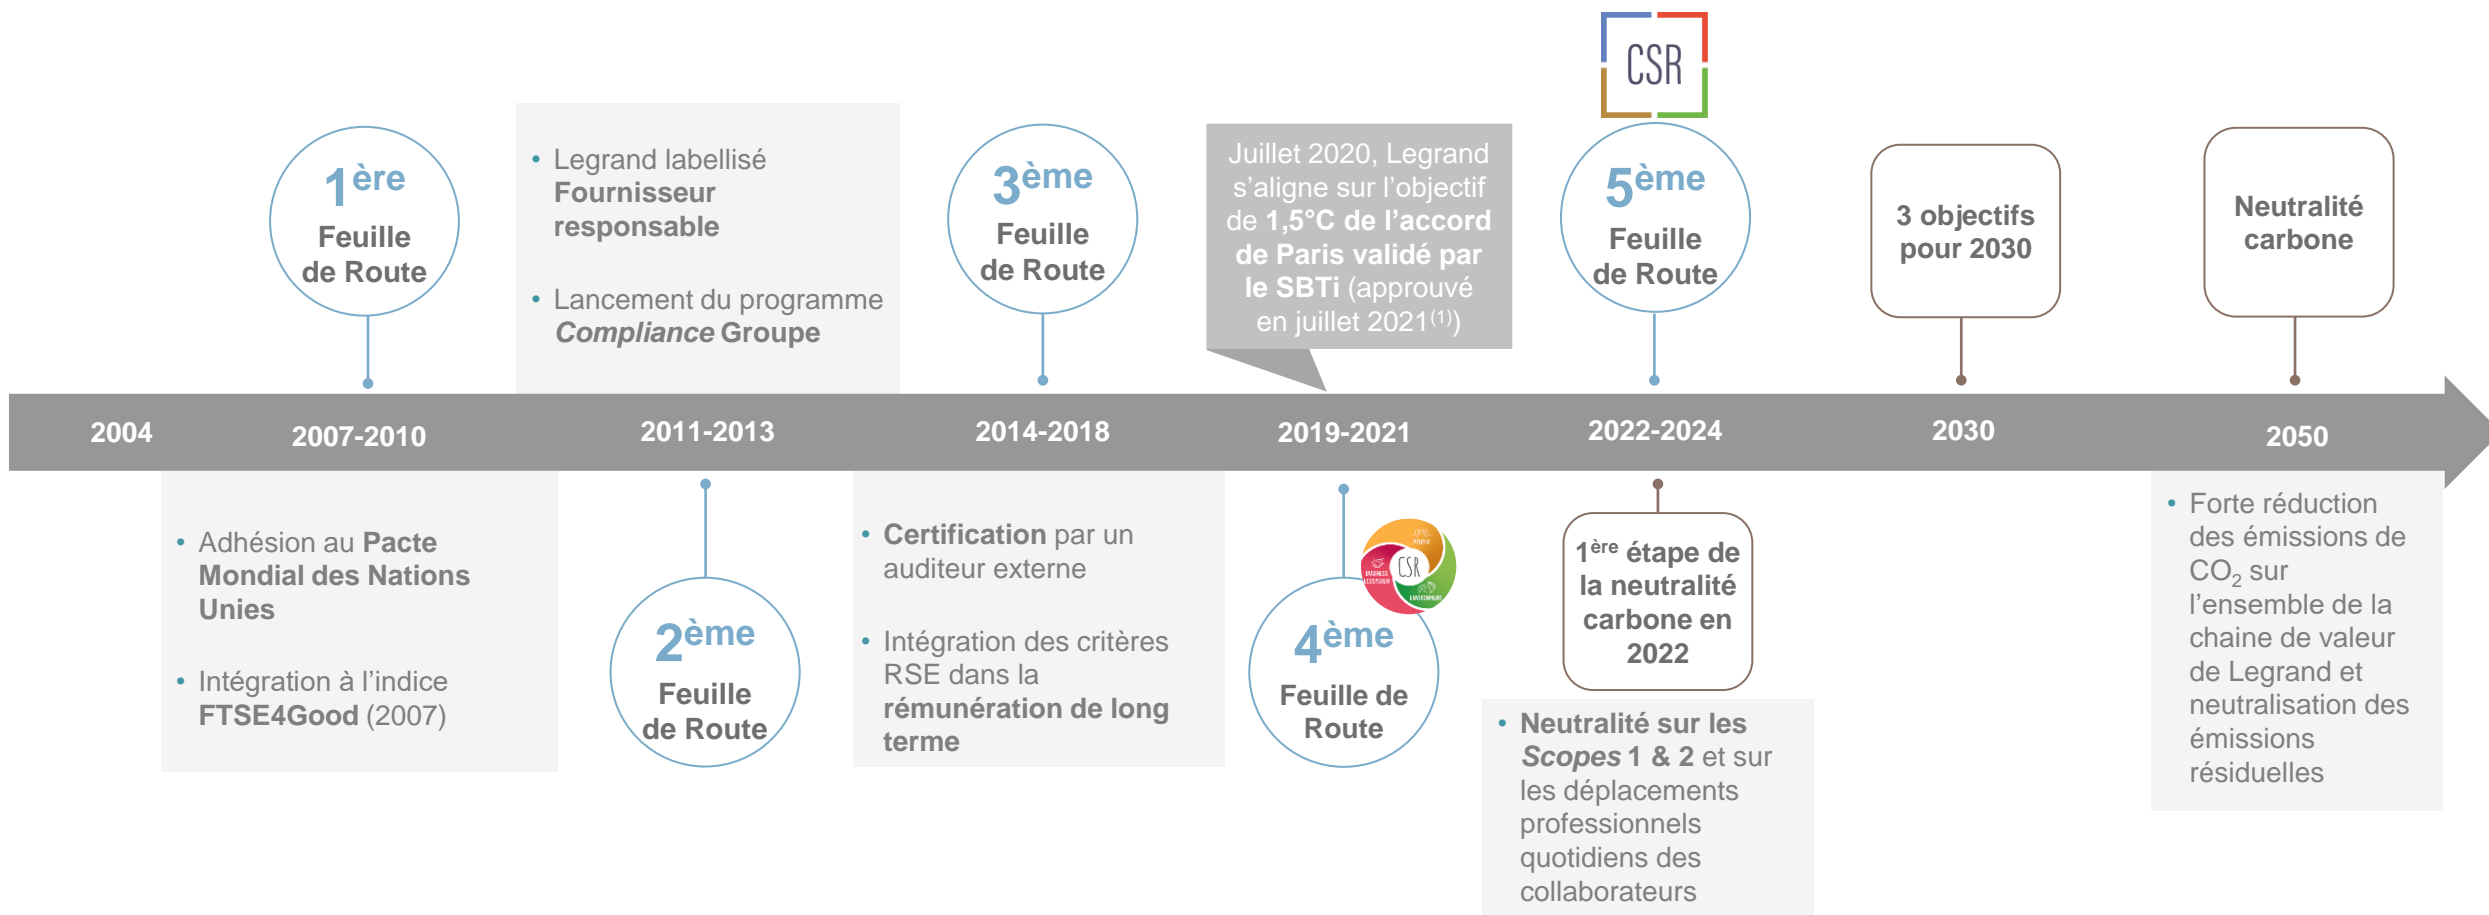 CSR
1ère
Feuille
de Route
• Legrand labellisé
Fournisseur
responsable
• Lancement du programme
Compliance Groupe
3ème
Feuille
de Route
Juillet 2020, Legrand
s’aligne sur l’objectif
de 1,5°C de l’accord
de Paris validé par
le SBTi (approuvé
en juillet 2021(1))
5ème
Feuille
de Route
3 objectifs
pour 2030
Neutralité
carbone
2004
2007-2010
2011-2013
2014-2018
2019-2021
2022-2024
2030
2050
• Adhésion au Pacte
Mondial des Nations
Unies
• Intégration à l’indice
FTSE4Good (2007)
2ème
Feuille
de Route
• Certification par un
auditeur externe
• Intégration des critères
RSE dans la
rémunération de long
terme
CSR
4ème
Feuille de
Route
1ère étape de
la neutralité
carbone en
2022
• Neutralité sur les
Scopes 1 & 2 et sur
les déplacements
professionnels
quotidiens des
collaborateurs
• Forte réduction
des émissions de
CO2 sur
l’ensemble de la
chaine de valeur
de Legrand et
neutralisation des
émissions
résiduelles